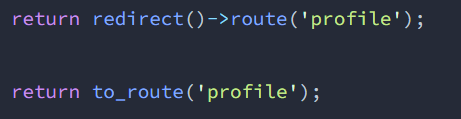 return redirect()->route('profile');
return to_route('profile');